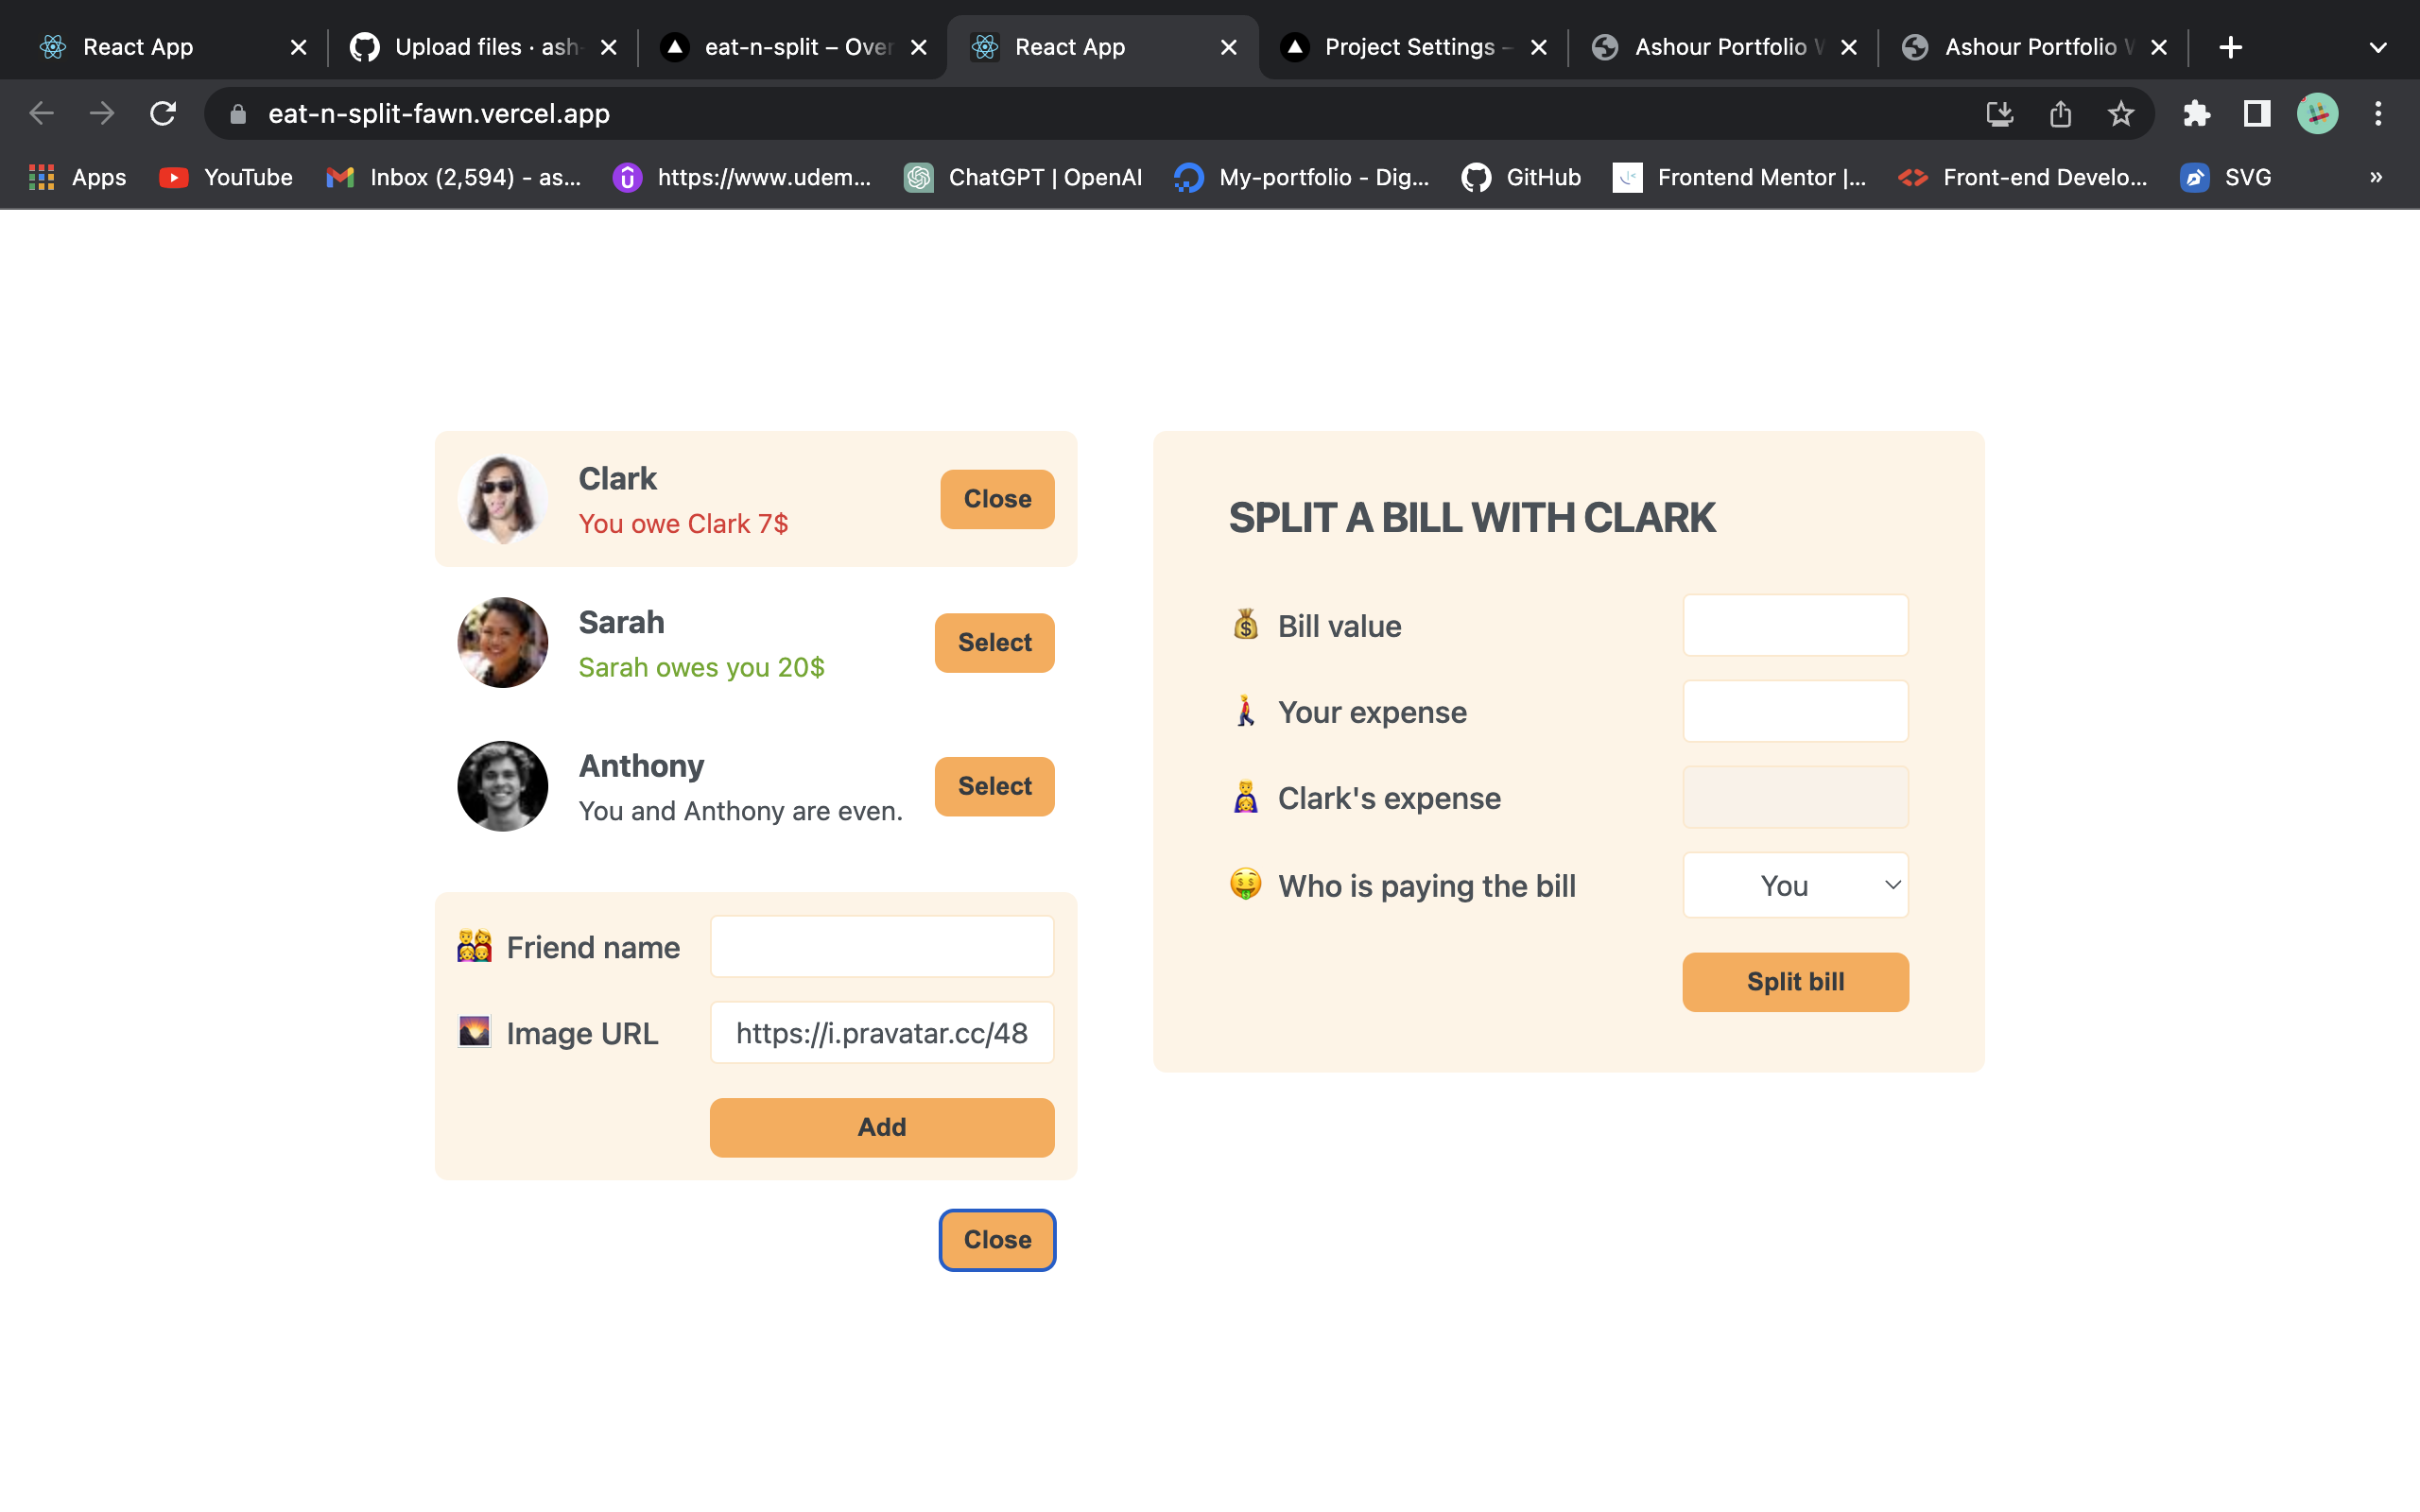 React App
Upload files · ash
eat-n-split – Over
React App
Project Settings –
Ashour Portfolio
Ashour Portfolio
eat-n-split-fawn.vercel.app
Apps
YouTube
Inbox (2,594) - as...
https://www.udem...
ChatGPT | OpenAI
My-portfolio - Dig...
GitHub
Frontend Mentor |...
Front-end Develo...
SVG
»
Clark
You owe Clark 7$
Close
Sarah
Sarah owes you 20$
Select
Anthony
You and Anthony are even.
Select
Friend name
Image URL
https://i.pravatar.cc/48
Add
Close
SPLIT A BILL WITH CLARK
Bill value
Your expense
Clark's expense
Who is paying the bill
You
Split bill